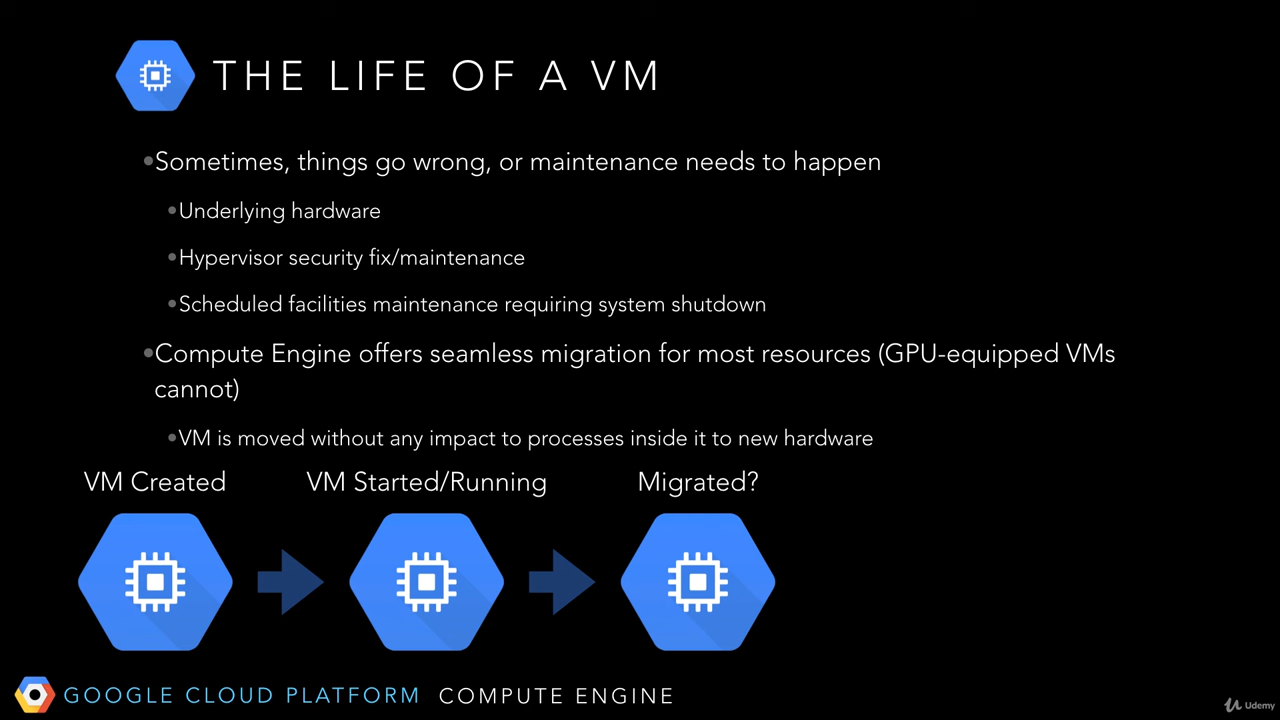 THE LIFE OF A VM
•Sometimes, things go wrong, or maintenance needs to happen
•Underlying hardware
•Hypervisor security fix/maintenance
•Scheduled facilities maintenance requiring system shutdown
•Compute Engine offers seamless migration for most resources (GPU-equipped VMs
cannot)
•VM is moved without any impact to processes inside it to new hardware
VM Created
VM Started/Running
Migrated?
GOOGLE CLOUD PLATFORM COMPUTE ENGINE
Udemy